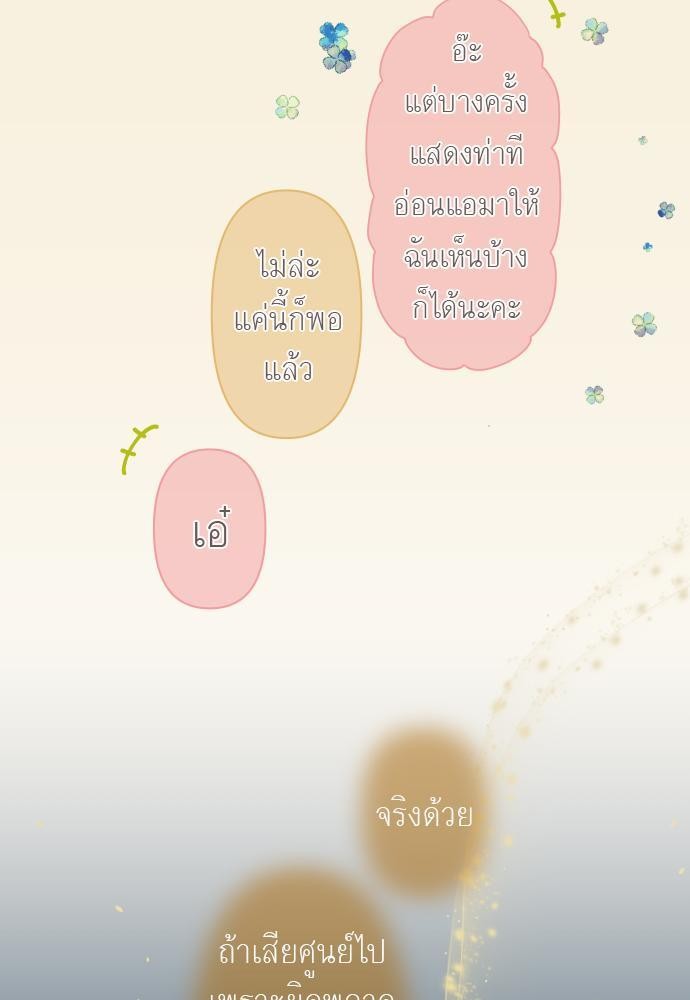 อ๊ะ
แต่บางครั้ง
แสดงท่าที
อ่อนแอมาให้
ฉันเห็นบ้าง
ก็ได้นะคะ
ไม่ล่ะ
แค่นี้ก็พอ
แล้ว
เอ๋
จริงด้วย
ถ้าเสียศูนย์ไป